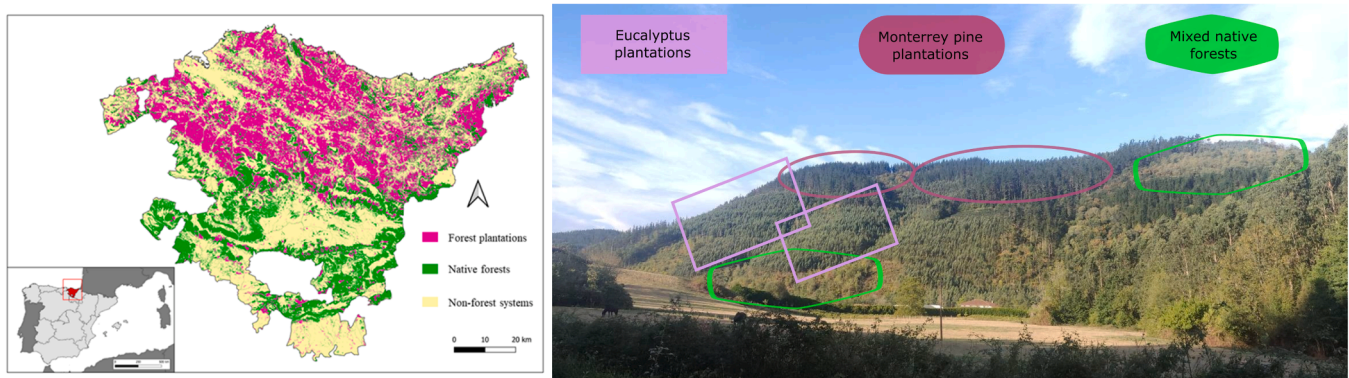 Forest plantations
Native forests
Non-forest systems
0 10 20 km
Eucalyptus
plantations
Monterrey pine
plantations
Mixed native
forests